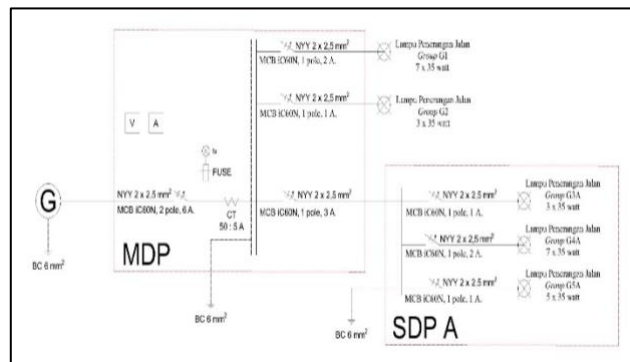 NYY 2 x 2,5 mm²
MCB iC60N, 1 pole, 2 A.
Lampu Penerangan Jalan
Group G1
7 x 35 watt
NYY 2 x 2,5 mm²
MCB iC60N, 1 pole, 1 A.
Lampu Penerangan Jalan
Group G2
3 x 35 watt
V A
FUSE
G
NYY 2 x 2,5 mm²
MCB iC60N, 2 pole, 6 A.
CT
50 : 5 A
NYY 2 x 2,5 mm²
MCB iC60N, 1 pole, 3 A.
MDP
BC 6 mm²
BC 6 mm²
NYY 2 x 2,5 mm²
MCB iC60N, 1 pole, 1 A.
Lampu Penerangan Jalan
Group G3A
3 x 35 watt
NYY 2 x 2,5 mm²
MCB iC60N, 1 pole, 2 A.
Lampu Penerangan Jalan
Group G4A
7 x 35 watt
NYY 2 x 2,5 mm²
MCB iC60N, 1 pole, 1 A.
Lampu Penerangan Jalan
Group G5A
5 x 35 watt
BC 6 mm²
SDP A